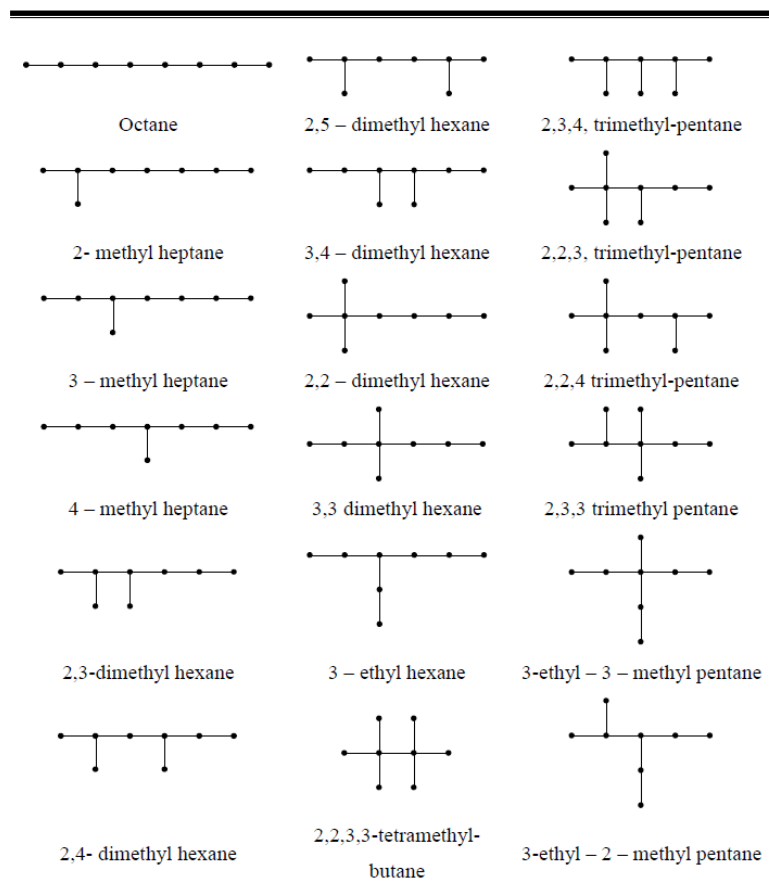 Octane
2,5 – dimethyl hexane
2,3,4, trimethyl-pentane
2- methyl heptane
3,4 – dimethyl hexane
2,2,3, trimethyl-pentane
3 – methyl heptane
2,2 – dimethyl hexane
2,2,4 trimethyl-pentane
4 – methyl heptane
3,3 dimethyl hexane
2,3,3 trimethyl pentane
2,3-dimethyl hexane
3 – ethyl hexane
3-ethyl – 3 – methyl pentane
2,4- dimethyl hexane
2,2,3,3-tetramethyl-
butane
3-ethyl – 2 – methyl pentane